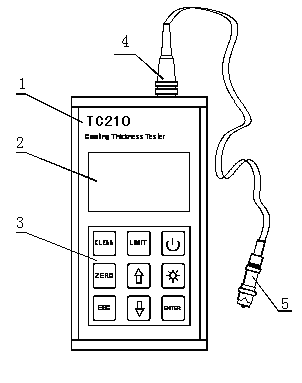 4
1
TC210
Coating Thickness Tester
2
3
CLEAR LIMIT
ZERO
ESC ENTER
5